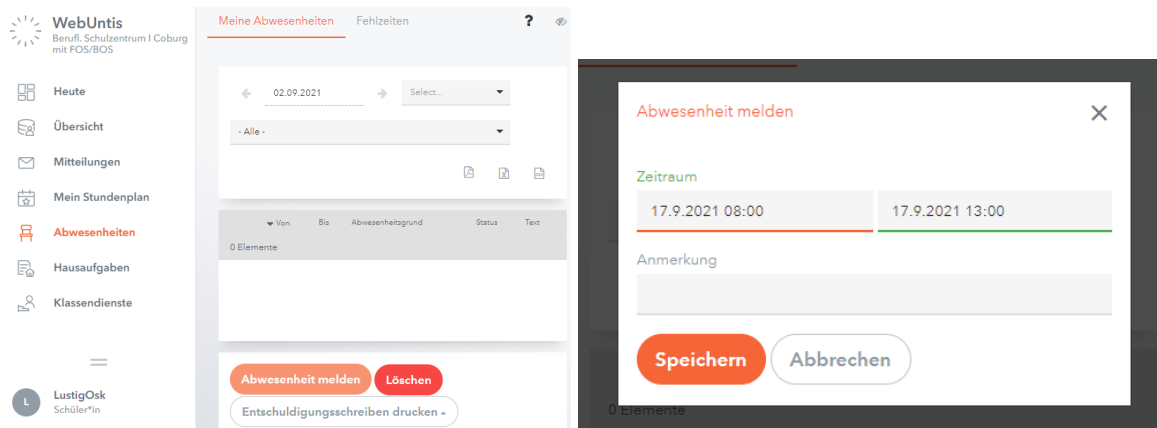 WebUntis
Berufl. Schulzentrum I Coburg
mit FOS/BOS
Heute
Übersicht
Mitteilungen
Mein Stundenplan
Abwesenheiten
Hausaufgaben
Klassendienste
L
LustigOsk
Schüler*in
Meine Abwesenheiten Fehlzeiten ?
02.09.2021 Select...
- Alle -
Von Bis Abwesenheitsgrund Status Text
0 Elemente
Abwesenheit melden Löschen
Entschuldigungsschreiben drucken
Abwesenheit melden
Zeitraum
17.9.2021 08:00 17.9.2021 13:00
Anmerkung
Speichern Abbrechen
0 Elemente